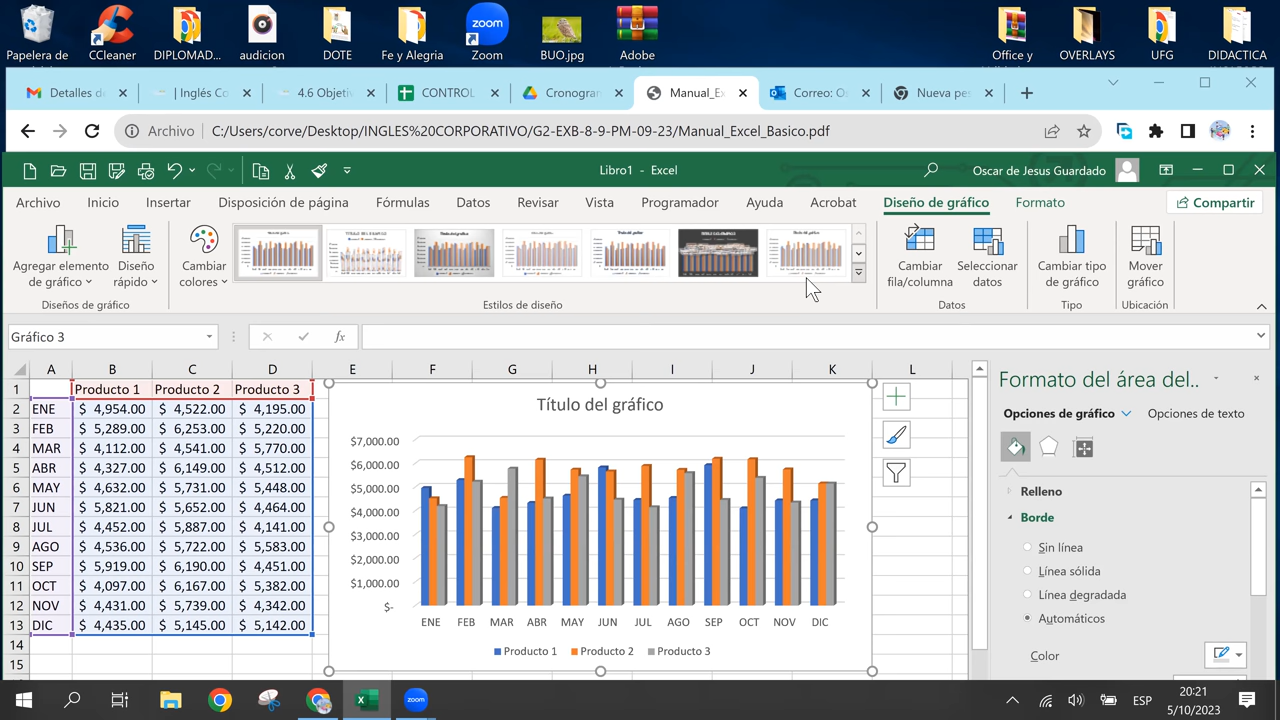 Papelera de
CCleaner
DIPLOMAD...
audicion
DOTE
Fe y Alegria
Zoom
BUO.jpg
Adobe
Office y
OVERLAYS
UFG
DIDACTICA
zoom
Detalles de
| Inglés Co
4.6 Objetiv
CONTROL
Cronogram
Manual_Ex
Correo: Os
Nueva pes
Archivo C:/Users/corve/Desktop/INGLES%20CORPORATIVO/G2-EXB-8-9-PM-09-23/Manual_Excel_Basico.pdf
Libro1 - Excel
Oscar de Jesus Guardado
Archivo Inicio Insertar Disposición de página Fórmulas Datos Revisar Vista Programador Ayuda Acrobat Diseño de gráfico Formato Compartir
Agregar elemento
de gráfico
Diseño
rápido
Cambiar
colores
Cambiar
fila/columna
Seleccionar
datos
Cambiar tipo
de gráfico
Mover
gráfico
Diseños de gráfico
Estilos de diseño
Datos
Tipo
Ubicación
Gráfico 3
fx
A B C D E F G H I J K L
1 Producto 1 Producto 2 Producto 3
2 ENE $ 4,954.00 $ 4,522.00 $ 4,195.00
3 FEB $ 5,289.00 $ 6,253.00 $ 5,220.00
4 MAR $ 4,112.00 $ 4,541.00 $ 5,770.00
5 ABR $ 4,327.00 $ 6,149.00 $ 4,512.00
6 MAY $ 4,632.00 $ 5,731.00 $ 5,448.00
7 JUN $ 5,821.00 $ 5,652.00 $ 4,464.00
8 JUL $ 4,452.00 $ 5,887.00 $ 4,141.00
9 AGO $ 4,536.00 $ 5,722.00 $ 5,583.00
10 SEP $ 5,919.00 $ 6,190.00 $ 4,451.00
11 OCT $ 4,097.00 $ 6,167.00 $ 5,382.00
12 NOV $ 4,431.00 $ 5,739.00 $ 4,342.00
13 DIC $ 4,435.00 $ 5,145.00 $ 5,142.00
14
15
Título del gráfico
$7,000.00
$6,000.00
$5,000.00
$4,000.00
$3,000.00
$2,000.00
$1,000.00
$-
ENE FEB MAR ABR MAY JUN JUL AGO SEP OCT NOV DIC
Producto 1 Producto 2 Producto 3
Formato del área del...
Opciones de gráfico
Opciones de texto
Relleno
Borde
Sin línea
Línea sólida
Línea degradada
Automáticos
Color
zoom
ESP
20:21
5/10/2023